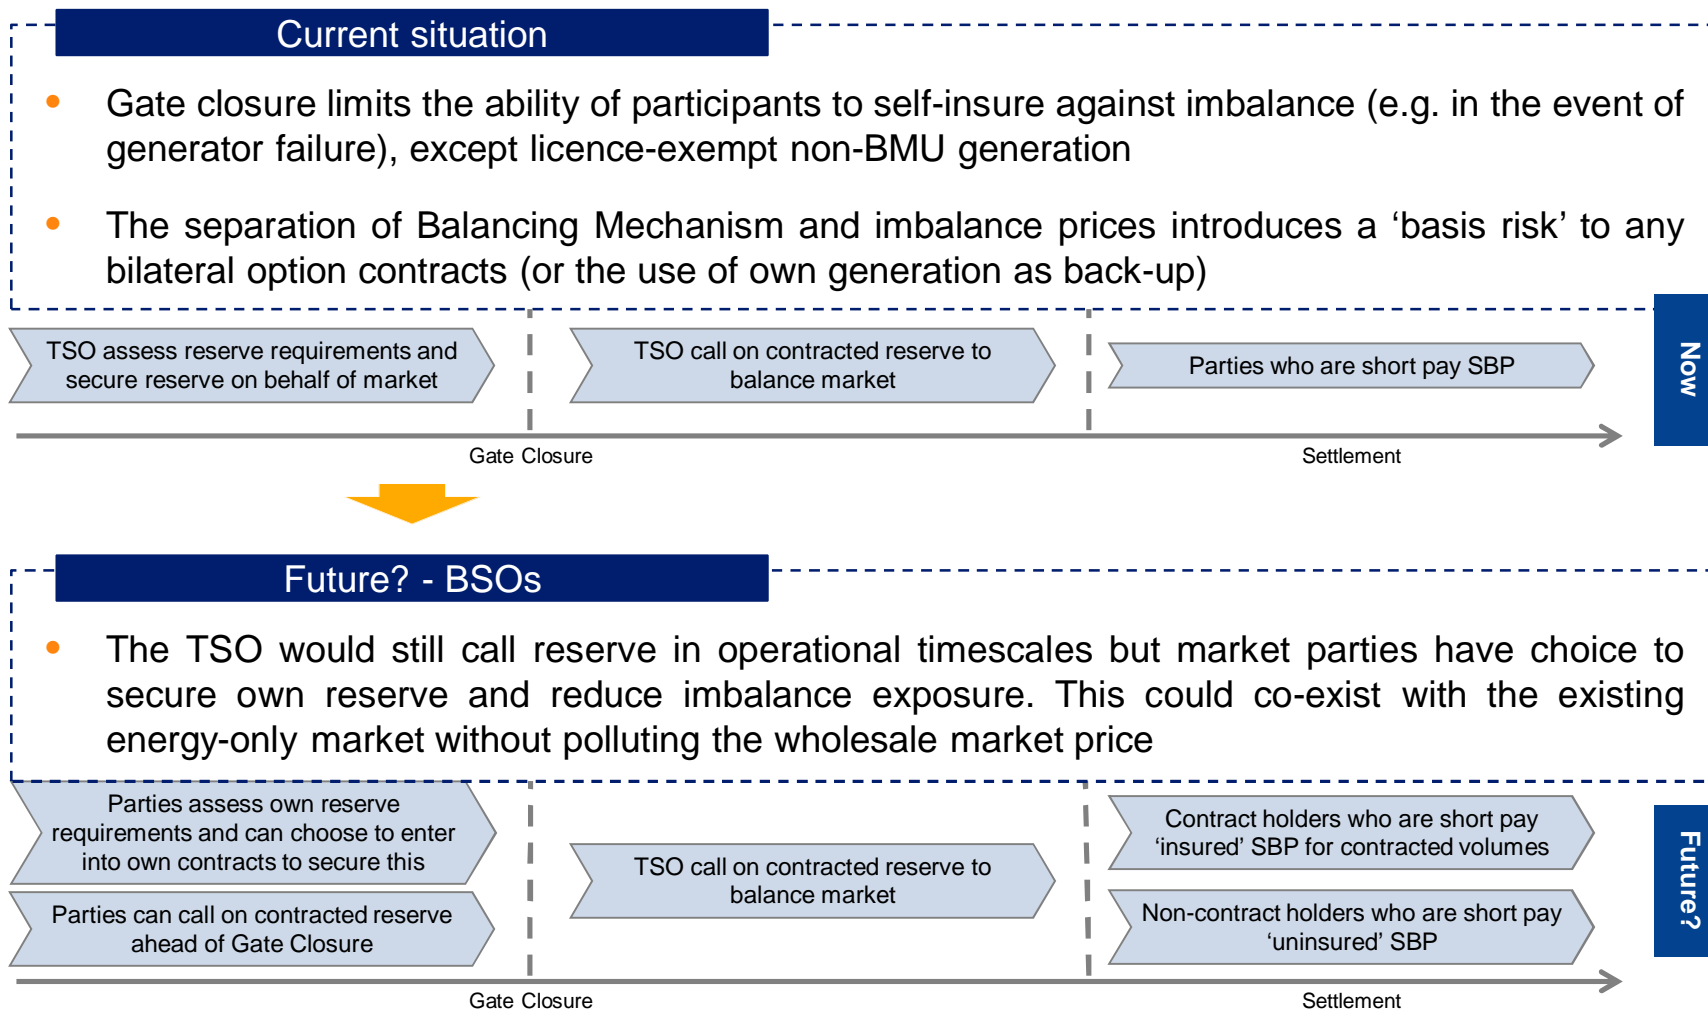 Current situation
• Gate closure limits the ability of participants to self-insure against imbalance (e.g. in the event of
generator failure), except licence-exempt non-BMU generation
• The separation of Balancing Mechanism and imbalance prices introduces a ‘basis risk’ to any
bilateral option contracts (or the use of own generation as back-up)
TSO assess reserve requirements and
secure reserve on behalf of market
TSO call on contracted reserve to
balance market
Parties who are short pay SBP
Now
Gate Closure
Settlement
Future? - BSOs
• The TSO would still call reserve in operational timescales but market parties have choice to
secure own reserve and reduce imbalance exposure. This could co-exist with the existing
energy-only market without polluting the wholesale market price
Parties assess own reserve
requirements and can choose to enter
into own contracts to secure this
Parties can call on contracted reserve
ahead of Gate Closure
TSO call on contracted reserve to
balance market
Contract holders who are short pay
‘insured’ SBP for contracted volumes
Non-contract holders who are short pay
‘uninsured’ SBP
Future?
Gate Closure
Settlement